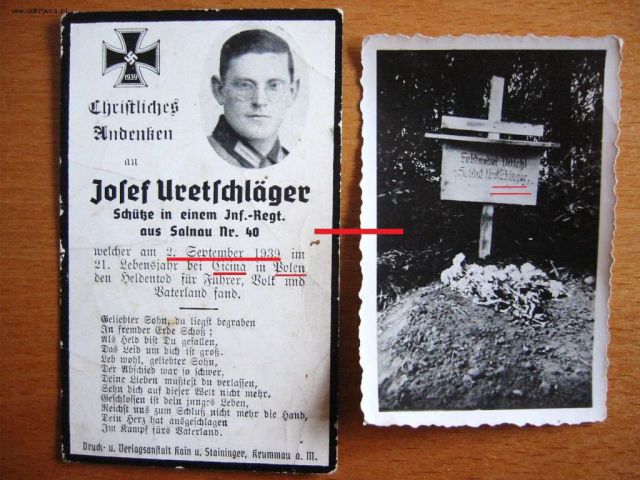 www.odkrywca.pl
1939
Chriſtliches
Andenken
an
Joſef Uretſchläger
Schütze in einem Inf.-Regt.
aus Salnau Nr. 40
welcher am 2. September 1939 im
21. Lebensjahr bei Cicina in Polen
den Heldentod für Führer, Volk und
Vaterland fand.
Geliebter Sohn, du liegſt begraben
In fremder Erde Schoß;
Als Held biſt Du gefallen,
Das Leid um dich iſt groß.
Leb wohl, geliebter Sohn,
Der Abſchied war ſo ſchwer,
Deine Lieben mußteſt du verlaſſen,
Sehn dich auf dieſer Welt nicht mehr,
Geſchloſſen iſt dein junges Leben,
Reichſt uns zum Schluß nicht mehr die Hand,
Dein Herz hat ausgeſchlagen
Im Kampf fürs Vaterland.
Druck- u. Verlagsanſtalt Kain u. Staininger, Krummau a. M.
Uretſchläger